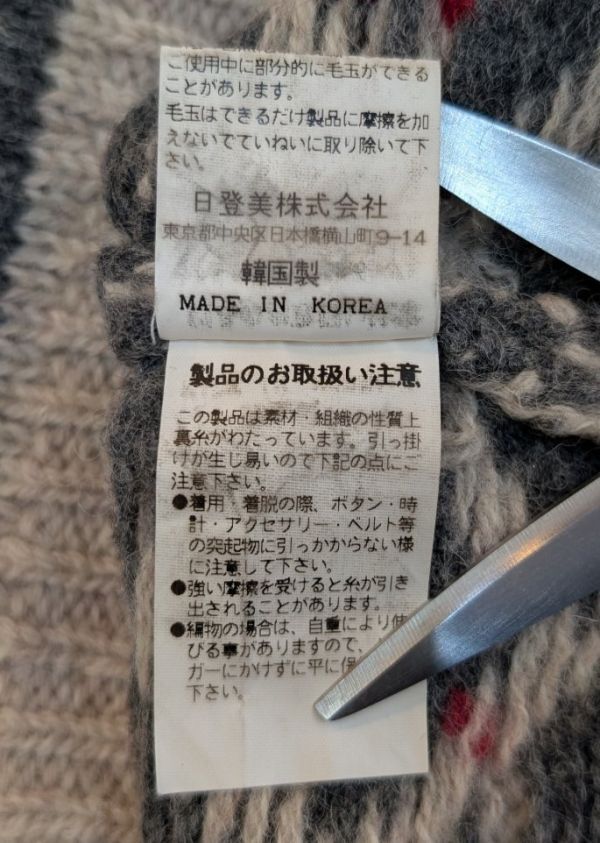 ご使用中に部分的に毛玉ができる
ことがあります。
毛玉はできるだけ製品に摩擦を加
えないでていねいに取り除いて下
さい。
日登美株式会社
東京都中央区日本橋横山町9-14
韓国製
MADE IN KOREA
製品のお取扱い注意
この製品は素材・組織の性質上
裏糸がわたっています。引っ掛
けが生じ易いので下記の点にご
注意下さい。
●着用・着脱の際、ボタン・時
計・アクセサリー・ベルト等
の突起物に引っかからない様
に注意して下さい。
●強い摩擦を受けると糸が引き
出されることがあります。
●編物の場合は、自重により
びる事がありますので、
ガーにかけずに平に保
下さい。